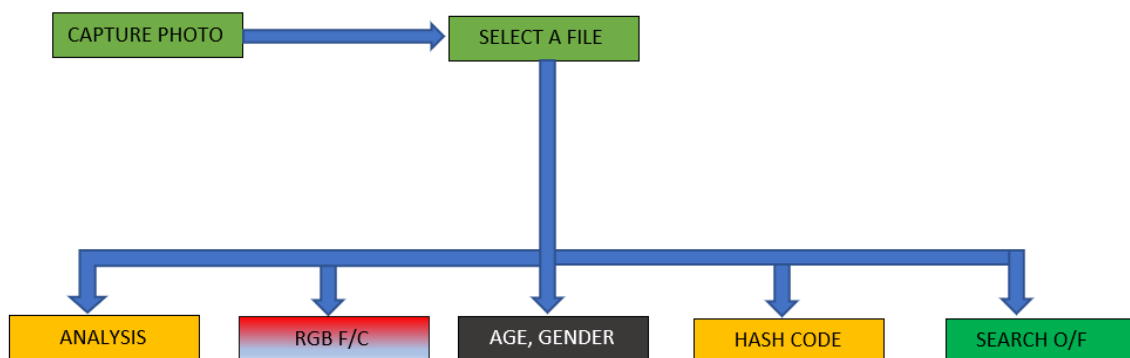 CAPTURE PHOTO
SELECT A FILE
ANALYSIS
RGB F/C
AGE, GENDER
HASH CODE
SEARCH O/F